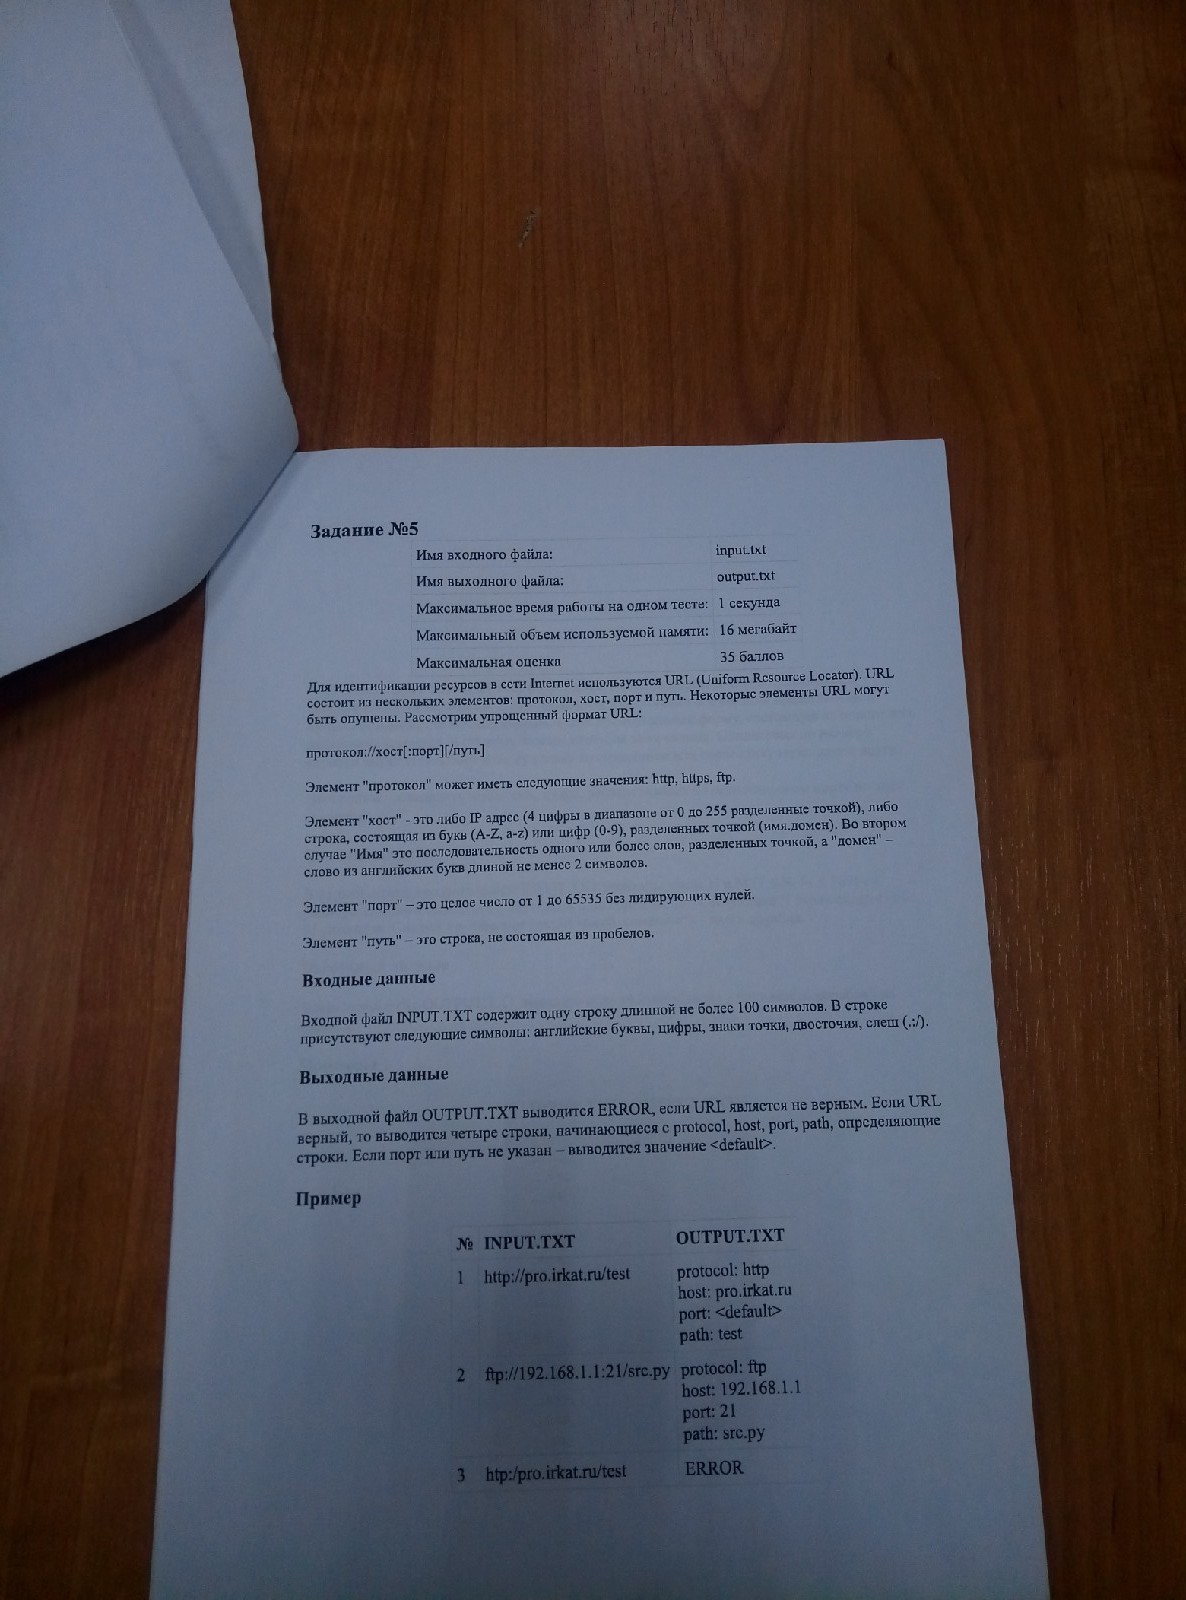 Задание №5
Имя входного файла: input.txt
Имя выходного файла: output.txt
Максимальное время работы на одном тесте: 1 секунда
Максимальный объем используемой памяти: 16 мегабайт
Максимальная оценка 35 баллов
Для идентификации ресурсов в сети Internet используются URL (Uniform Resource Locator). URL
состоит из нескольких элементов: протокол, хост, порт и путь. Некоторые элементы URL могут
быть опущены. Рассмотрим упрощенный формат URL:
протокол://хост[:порт][/путь]
Элемент "протокол" может иметь следующие значения: http, https, ftp.
Элемент "хост" - это либо IP адрес (4 цифры в диапазоне от 0 до 255 разделенные точкой), либо
строка, состоящая из букв (A-Z, a-z) или цифр (0-9), разделенных точкой (имя.домен). Во втором
случае "Имя" это последовательность одного или более слов, разделенных точкой, а "домен" –
слово из английских букв длиной не менее 2 символов.
Элемент "порт" – это целое число от 1 до 65535 без лидирующих нулей.
Элемент "путь" – это строка, не состоящая из пробелов.
Входные данные
Входной файл INPUT.TXT содержит одну строку длинной не более 100 символов. В строке
присутствуют следующие символы: английские буквы, цифры, знаки точки, двоеточия, слеш (.:/).
Выходные данные
В выходной файл OUTPUT.TXT выводится ERROR, если URL является не верным. Если URL
верный, то выводится четыре строки, начинающиеся с protocol, host, port, path, определяющие
строки. Если порт или путь не указан – выводится значение <default>.
Пример
№ INPUT.TXT OUTPUT.TXT
1 http://pro.irkat.ru/test protocol: http
host: pro.irkat.ru
port: <default>
path: test
2 ftp://192.168.1.1:21/src.py protocol: ftp
host: 192.168.1.1
port: 21
path: src.py
3 htp:/pro.irkat.ru/test ERROR